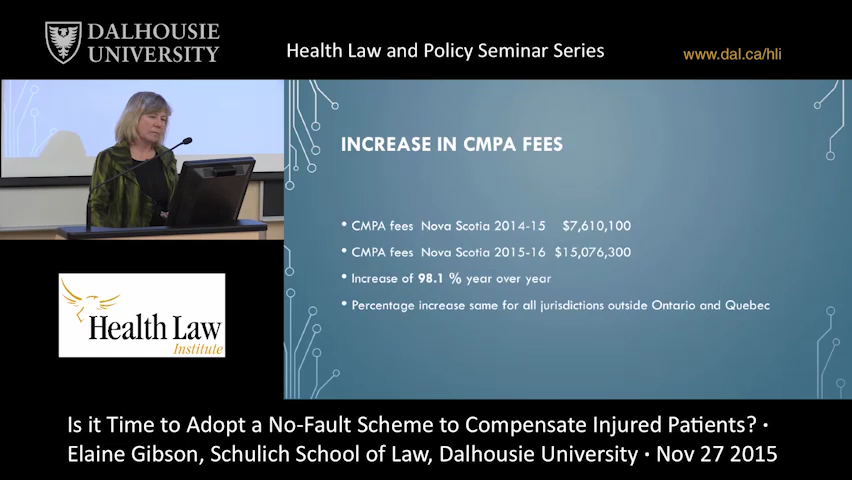 DALHOUSIE
UNIVERSITY
Health Law and Policy Seminar Series
www.dal.ca/hli
INCREASE IN CMPA FEES
• CMPA fees Nova Scotia 2014-15 $7,610,100
• CMPA fees Nova Scotia 2015-16 $15,076,300
• Increase of 98.1 % year over year
• Percentage increase same for all jurisdictions outside Ontario and Quebec
Health Law
Institute
Is it Time to Adopt a No-Fault Scheme to Compensate Injured Patients? •
Elaine Gibson, Schulich School of Law, Dalhousie University • Nov 27 2015